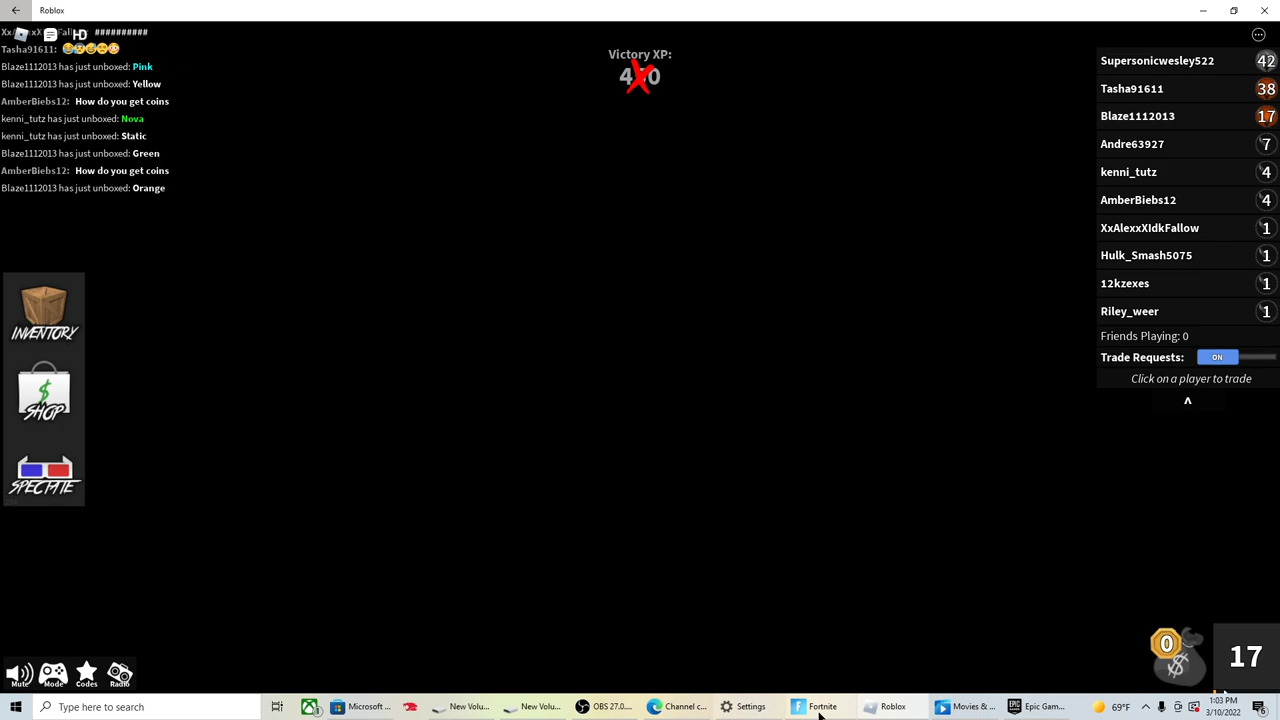 Roblox
##########
HD
Tasha91611:
Blaze1112013 has just unboxed: Pink
Blaze1112013 has just unboxed: Yellow
AmberBiebs12: How do you get coins
kenni_tutz has just unboxed: Nova
kenni_tutz has just unboxed: Static
Blaze1112013 has just unboxed: Green
AmberBiebs12: How do you get coins
Blaze1112013 has just unboxed: Orange
Victory XP:
Supersonicwesley522 42
Tasha91611 38
Blaze1112013 17
Andre63927 7
kenni_tutz 4
AmberBiebs12 4
XxAlexxXIdkFallow 1
Hulk_Smash5075 1
12kzexes 1
Riley_weer 1
Friends Playing: 0
Trade Requests: ON
Click on a player to trade
INVENTORY
$
SHOP
SPECTATE
0
$
17
Mute
Mode
Codes
Radio
Type here to search
Microsoft ...
New Volu...
New Volu...
OBS 27.0....
Channel c...
Settings
Fortnite
Roblox
Movies & ...
Epic Gam...
69°F
1:03 PM
3/10/2022
6